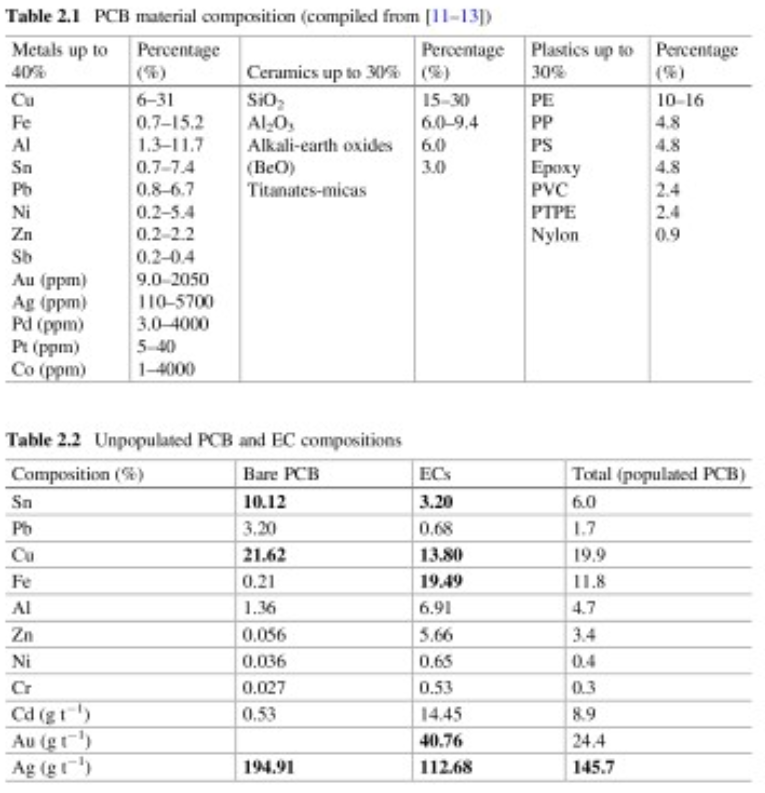 Table 2.1 PCB material composition (compiled from [11–13])
Metals up to 40% Percentage (%) Ceramics up to 30% Percentage (%) Plastics up to 30% Percentage (%)
Cu 6–31 SiO₂ 15–30 PE 10–16
Fe 0.7–15.2 Al₂O₃ 6.0–9.4 PP 4.8
Al 1.3–11.7 Alkali-earth oxides 6.0 PS 4.8
Sn 0.7–7.4 (BeO) 3.0 Epoxy 4.8
Pb 0.8–6.7 Titanates-micas PVC 2.4
Ni 0.2–5.4 PTPE 2.4
Zn 0.2–2.2 Nylon 0.9
Sb 0.2–0.4
Au (ppm) 9.0–2050
Ag (ppm) 110–5700
Pd (ppm) 3.0–4000
Pt (ppm) 5–40
Co (ppm) 1–4000
Table 2.2 Unpopulated PCB and EC compositions
Composition (%) Bare PCB ECs Total (populated PCB)
Sn 10.12 3.20 6.0
Pb 3.20 0.68 1.7
Cu 21.62 13.80 19.9
Fe 0.21 19.49 11.8
Al 1.36 6.91 4.7
Zn 0.056 5.66 3.4
Ni 0.036 0.65 0.4
Cr 0.027 0.53 0.3
Cd (g t⁻¹) 0.53 14.45 8.9
Au (g t⁻¹) 40.76 24.4
Ag (g t⁻¹) 194.91 112.68 145.7